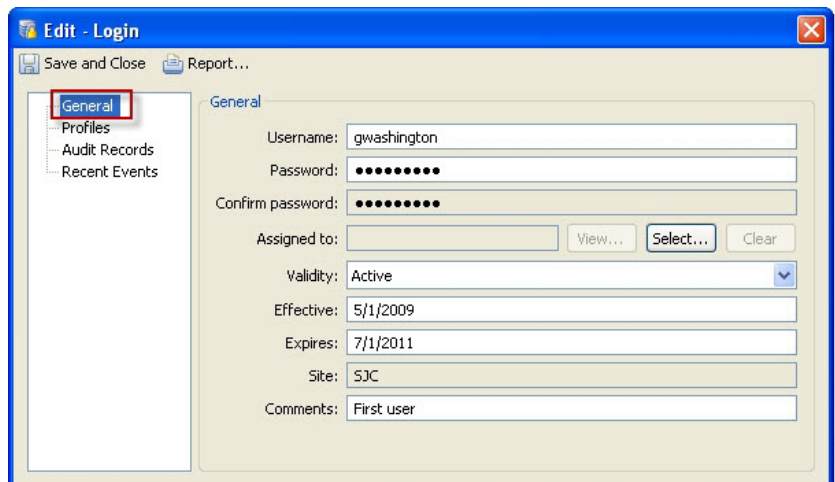 Edit - Login
Save and Close Report...
General
Profiles
Audit Records
Recent Events
General
Username: gwashington
Password: •••••••••
Confirm password: •••••••••
Assigned to: View... Select... Clear
Validity: Active
Effective: 5/1/2009
Expires: 7/1/2011
Site: SJC
Comments: First user